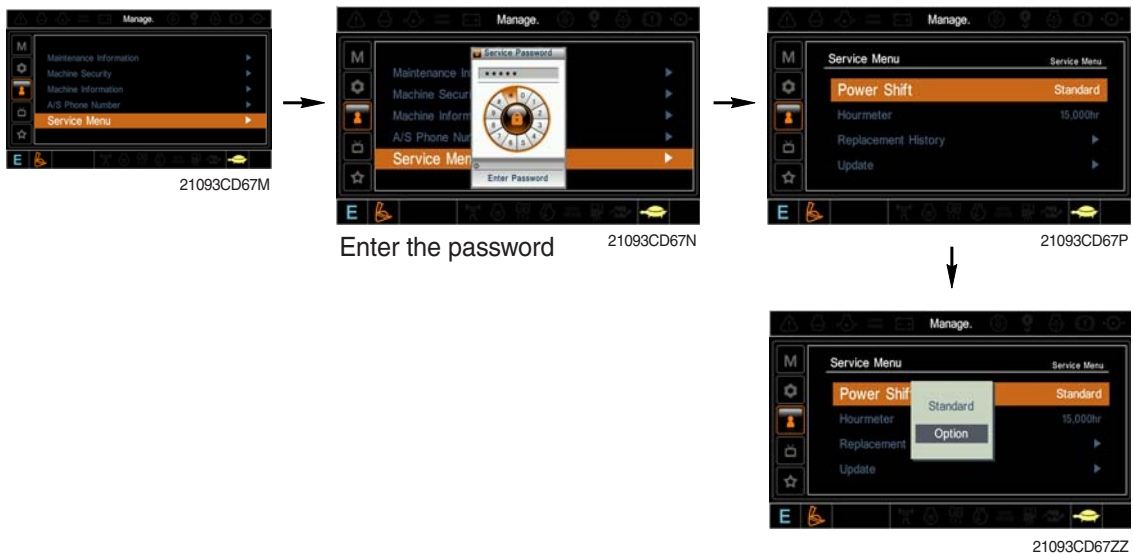 Manage.
M
Maintenance Information
Machine Security
Machine Information
A/S Phone Number
Service Menu
E
21093CD67M
Manage.
Service Password
*****
M
Maintenance In
Machine Secur
Machine Inform
A/S Phone Nu
Service Men
Enter Password
E
Enter the password
21093CD67N
Manage.
M
Service Menu Service Menu
Power Shift Standard
Hourmeter 15,000hr
Replacement History
Update
E
21093CD67P
Manage.
M
Service Menu Service Menu
Power Shif Standard
Standard
Hourmeter 15,000hr
Option
Replacement
Update
E
21093CD67ZZ